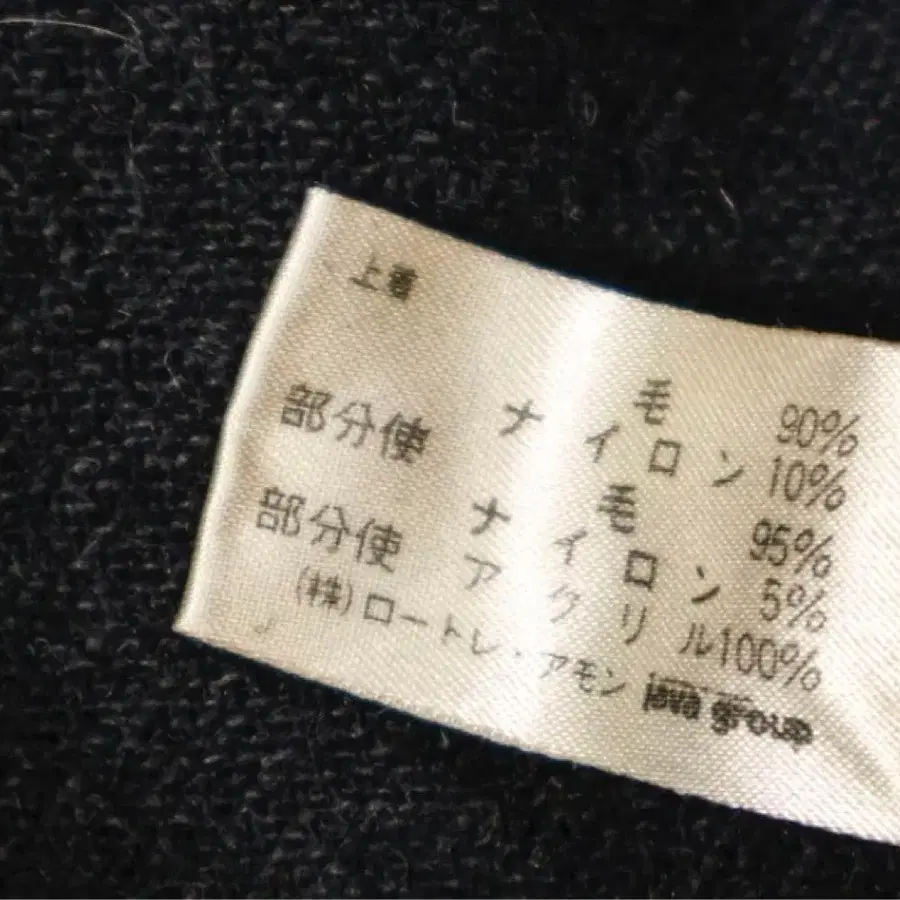 上着
毛 90%
部分使 ナイロン 10%
毛 95%
ナイロン 5%
部分使 アクリル100%
(株)ロートレ・アモン
group